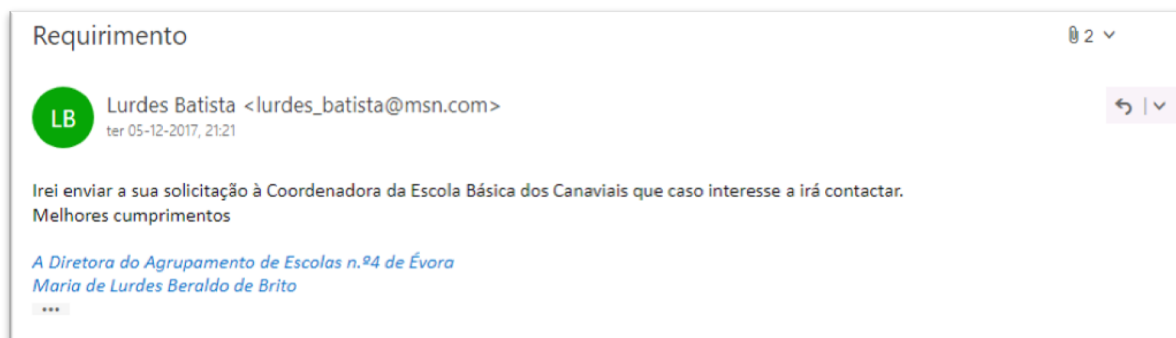 Requirimento
2
LB
Lurdes Batista <lurdes_batista@msn.com>
ter 05-12-2017, 21:21
Irei enviar a sua solicitação à Coordenadora da Escola Básica dos Canaviais que caso interesse a irá contactar.
Melhores cumprimentos
A Diretora do Agrupamento de Escolas n.º4 de Évora
Maria de Lurdes Beraldo de Brito
...